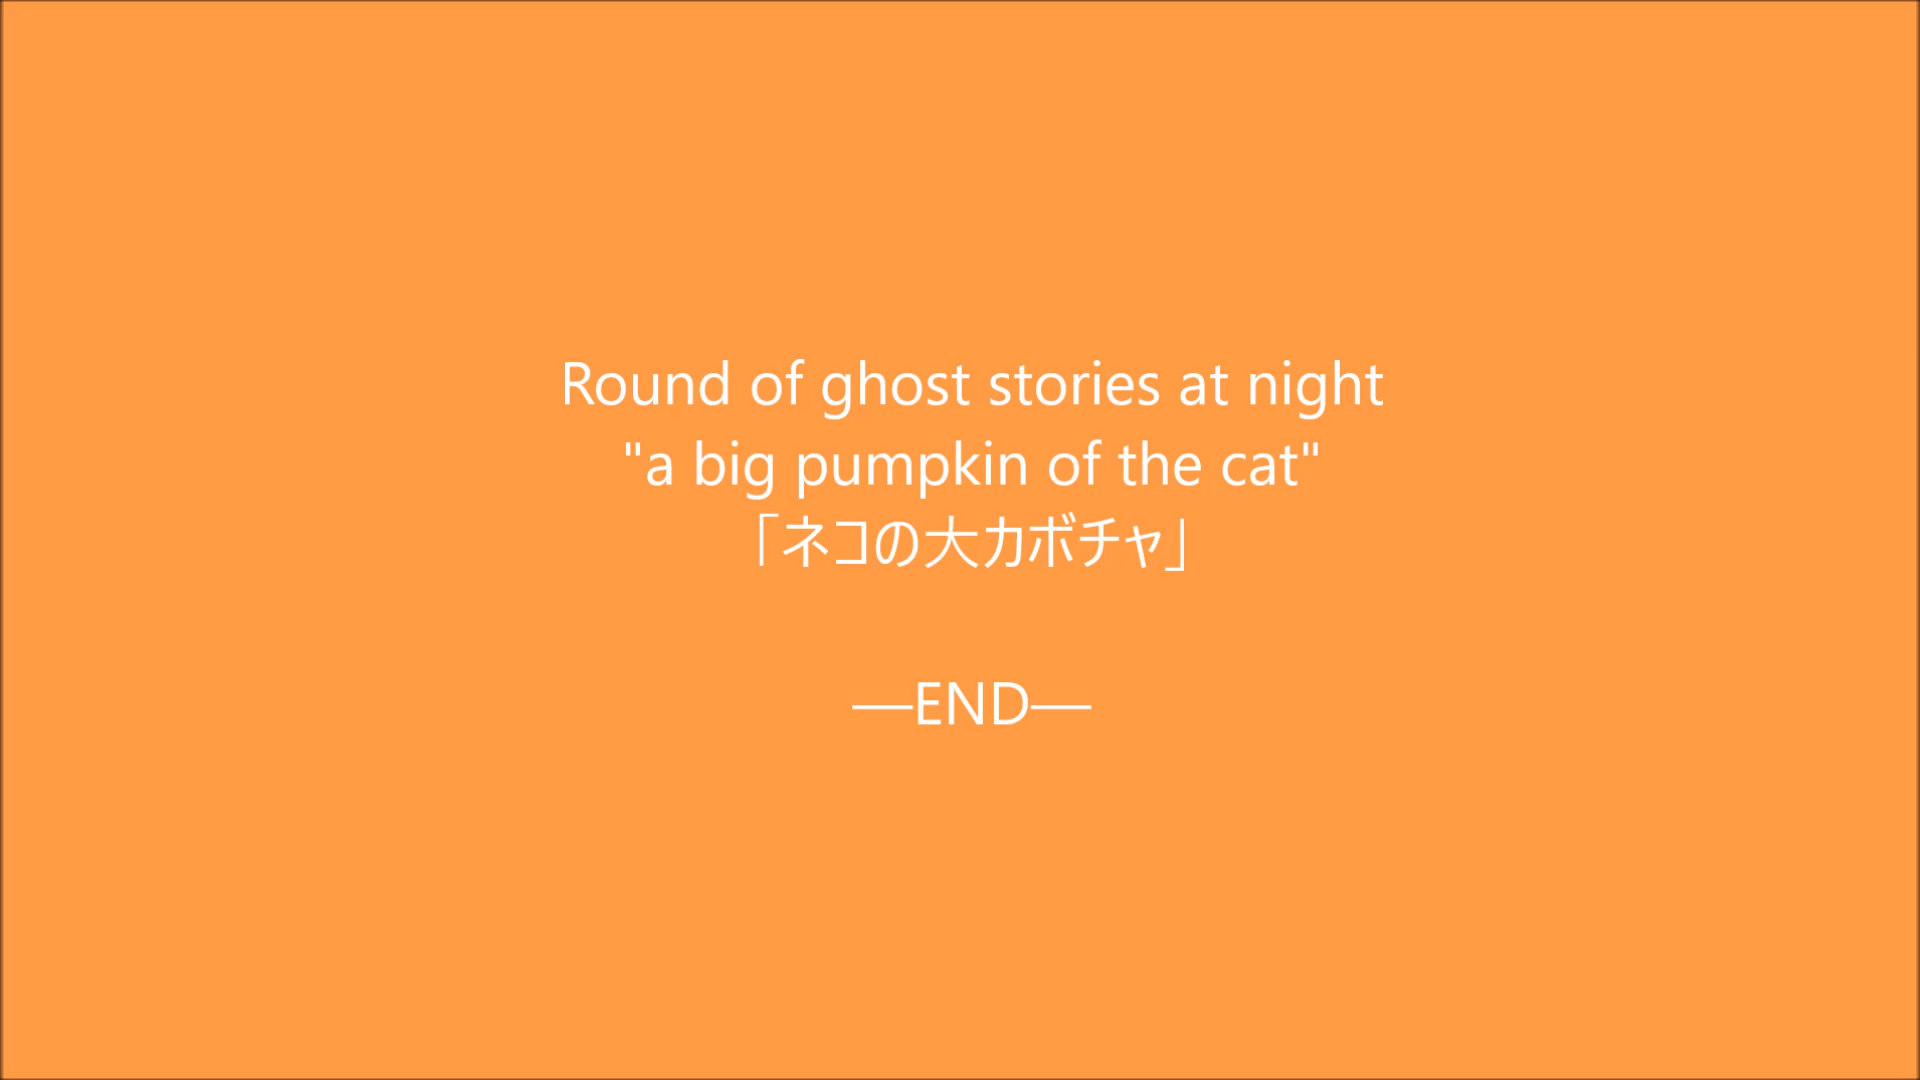 Round of ghost stories at night
"a big pumpkin of the cat"
「ネコの大カボチャ」
—END—